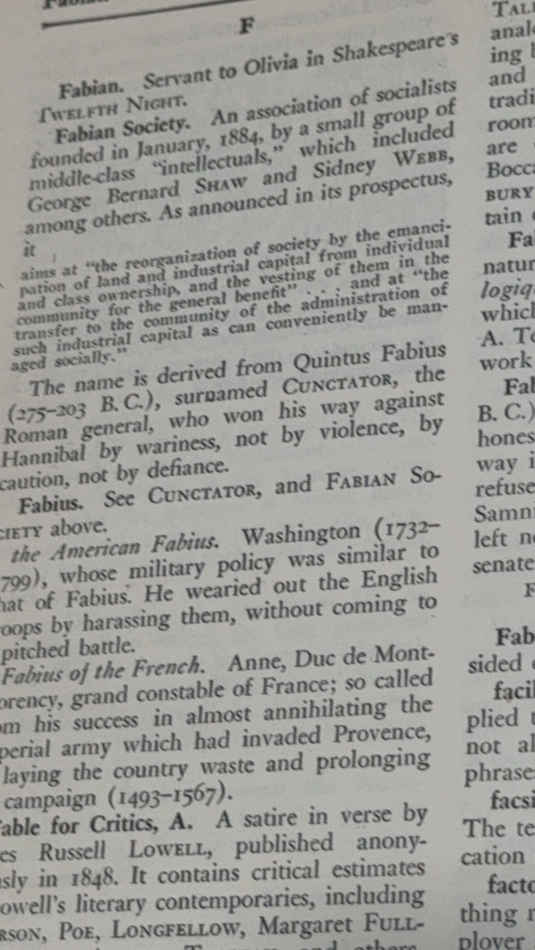 F
Fabian. Servant to Olivia in Shakespeare's
TWELFTH NIGHT.
Fabian Society. An association of socialists
founded in January, 1884, by a small group of
middle-class "intellectuals," which included
George Bernard SHAW and Sidney WEBB,
among others. As announced in its prospectus,
it
aims at "the reorganization of society by the emanci-
pation of land and industrial capital from individual
and class ownership, and the vesting of them in the
community for the general benefit" . . . and at "the
transfer to the community of the administration of
such industrial capital as can conveniently be man-
aged socially."
The name is derived from Quintus Fabius
(275–203 B. C.), surnamed CUNCTATOR, the
Roman general, who won his way against
Hannibal by wariness, not by violence, by
caution, not by defiance.
Fabius. See CUNCTATOR, and FABIAN SO-
CIETY above.
the American Fabius. Washington (1732–
799), whose military policy was similar to
hat of Fabius. He wearied out the English
oops by harassing them, without coming to
pitched battle.
Fabius of the French. Anne, Duc de Mont-
orency, grand constable of France; so called
om his success in almost annihilating the
perial army which had invaded Provence,
laying the country waste and prolonging
campaign (1493–1567).
able for Critics, A. A satire in verse by
es Russell LOWELL, published anony-
sly in 1848. It contains critical estimates
owell's literary contemporaries, including
RSON, POE, LONGFELLOW, Margaret FULL-
TALI
anal
ing
and
tradi
room
are
Bocc
BURY
tain
Fa
natur
logiq
which
A. T
work
Fal
B. C.)
hones
way i
refuse
Samn
left n
senate
F
Fab
sided
facil
plied
not al
phrase
facsi
The te
cation
facto
thing
plover